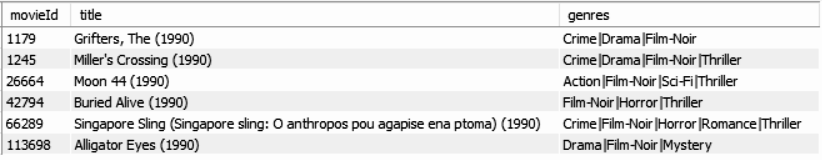 movieId title genres
1179 Grifters, The (1990) Crime|Drama|Film-Noir
1245 Miller's Crossing (1990) Crime|Drama|Film-Noir|Thriller
26664 Moon 44 (1990) Action|Film-Noir|Sci-Fi|Thriller
42794 Buried Alive (1990) Film-Noir|Horror|Thriller
66289 Singapore Sling (Singapore sling: O anthropos pou agapise ena ptoma) (1990) Crime|Film-Noir|Horror|Romance|Thriller
113698 Alligator Eyes (1990) Drama|Film-Noir|Mystery